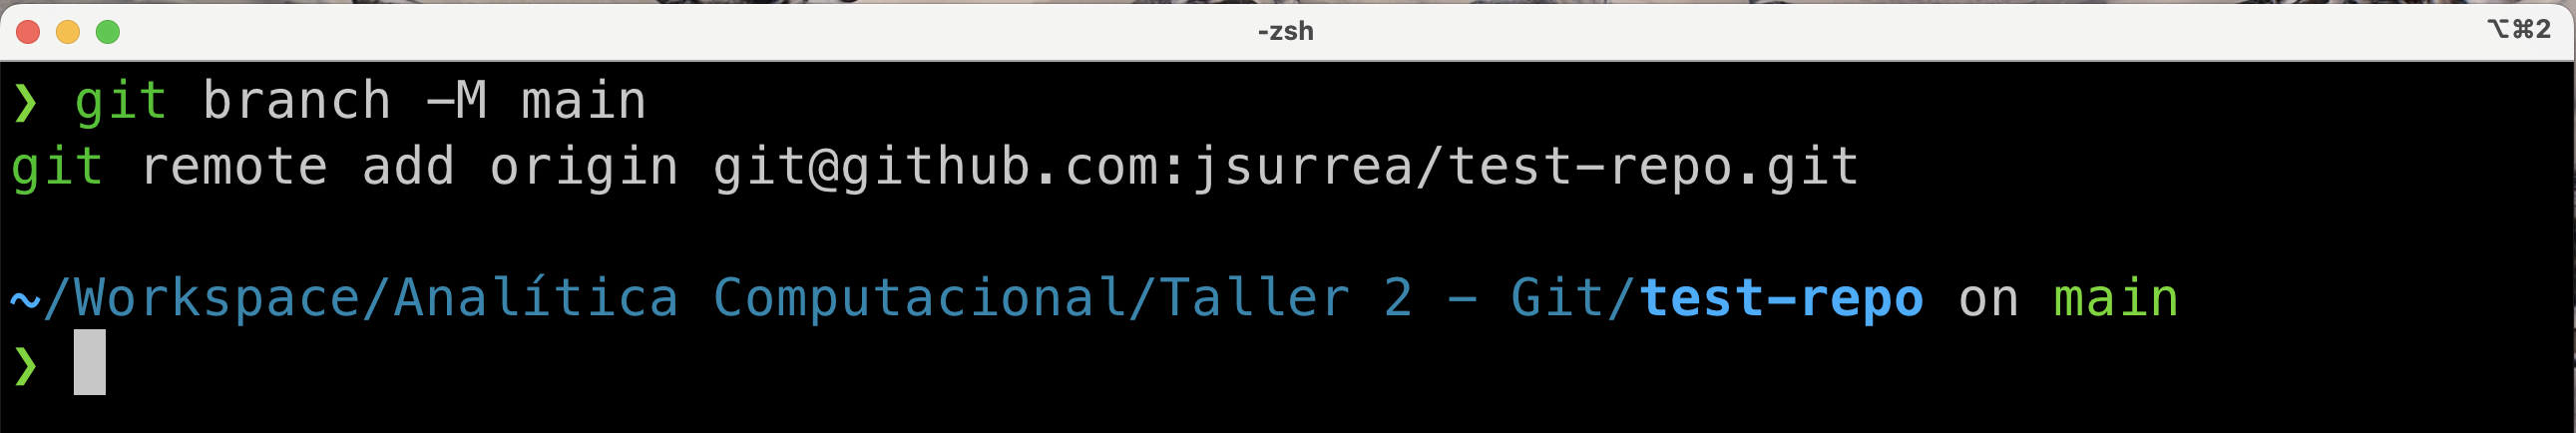 -zsh
⌥⌘2
❯ git branch -M main
git remote add origin git@github.com:jsurrea/test-repo.git
~/Workspace/Analítica Computacional/Taller 2 - Git/test-repo on main
❯